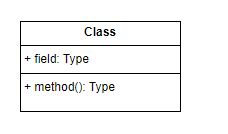 Class
+ field: Type
+ method(): Type